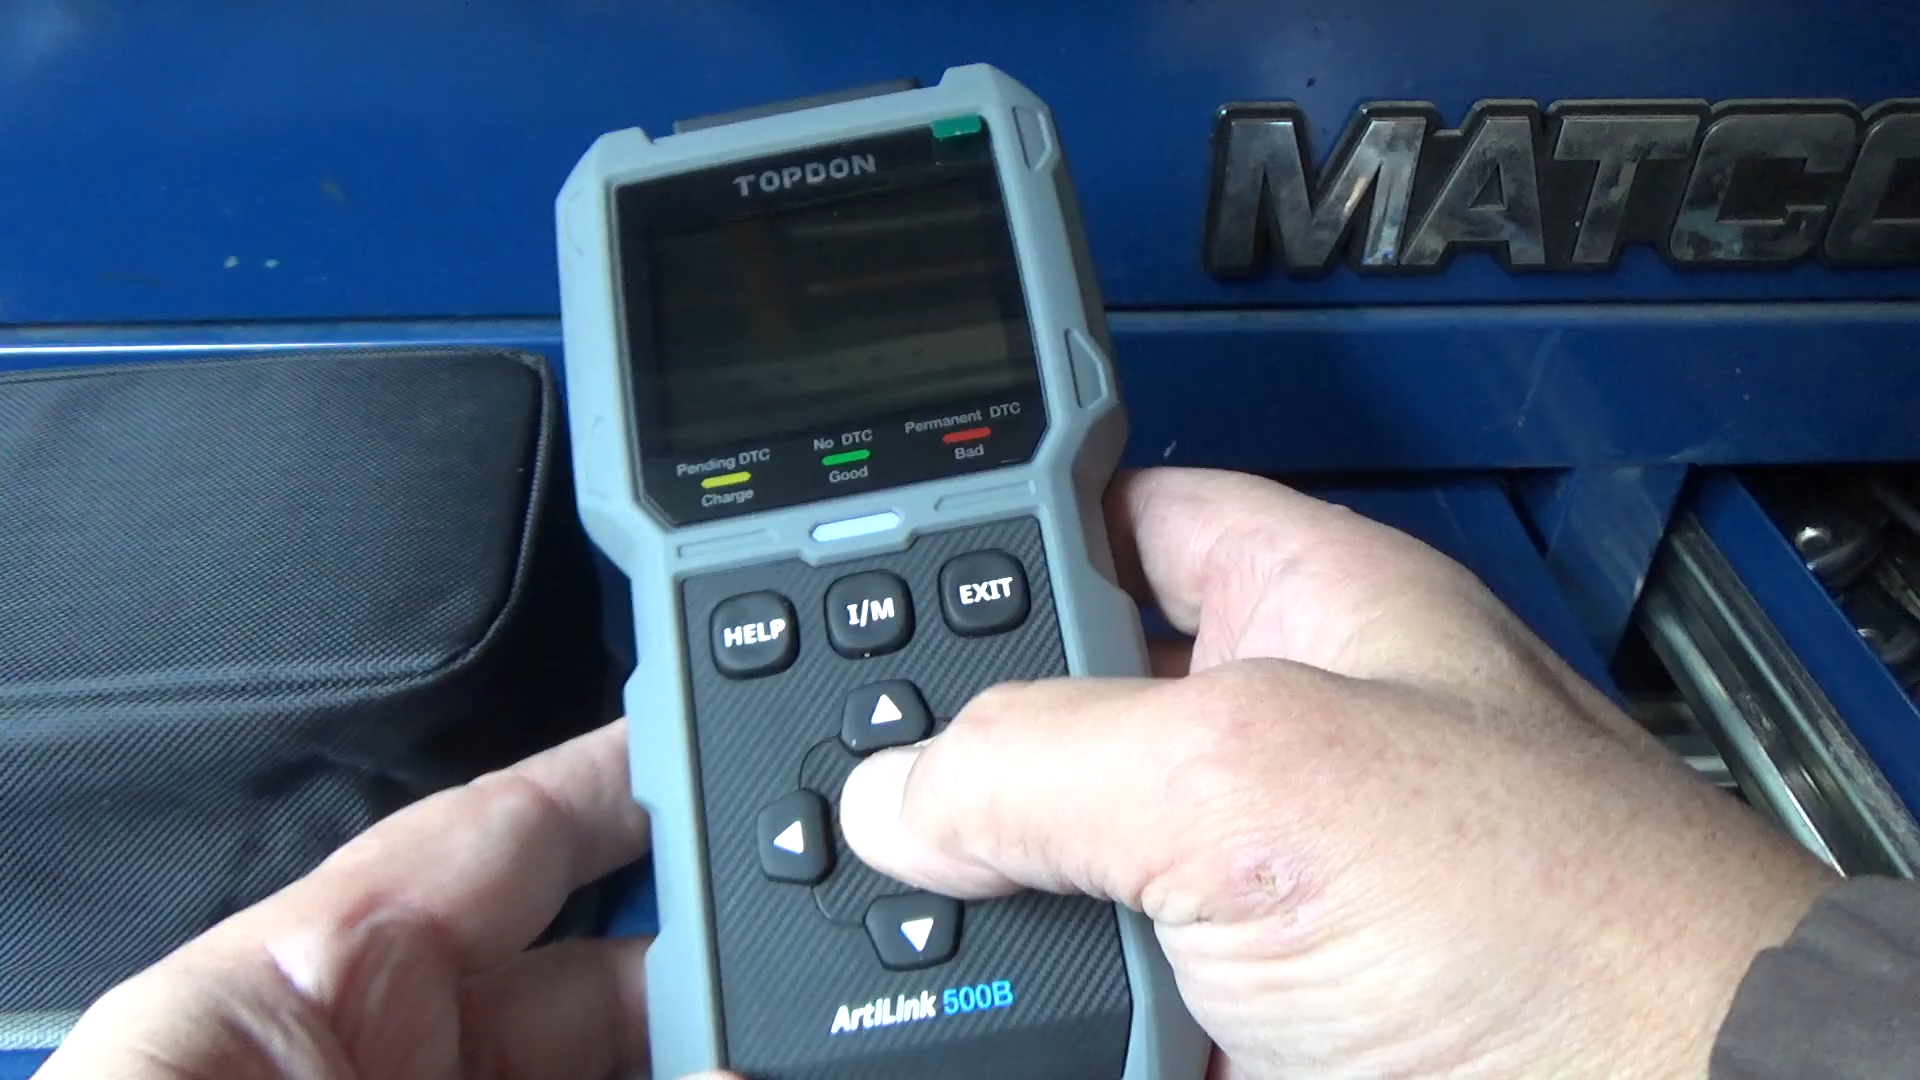 TOPDON
MATCO
Pending DTC
No DTC
Permanent DTC
Charge
Good
Bad
HELP
I/M
EXIT
ArtiLink 500B